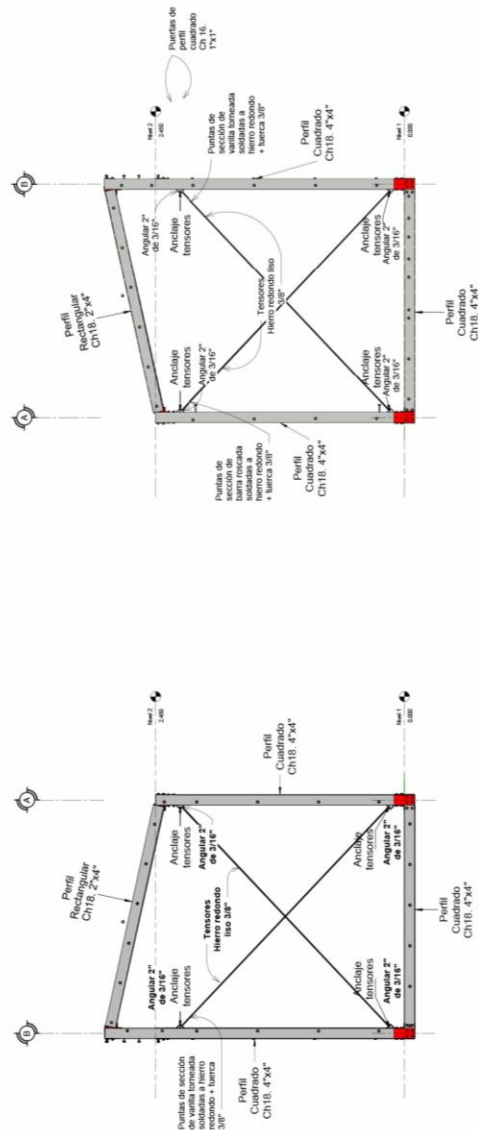 B
A
Puertas de
perfil
cuadrado
Ch 16.
1"x1"
Nivel 2
2.450
Puntas de
sección de
varilla torneada
soldadas a
hierro redondo
+ tuerca 3/8"
Perfil
Rectangular
Ch18. 2"x4"
Angular 2"
de 3/16"
Anclaje
tensores
Anclaje
tensores
Angular 2"
de 3/16"
Perfil
Cuadrado
Ch18. 4"x4"
Tensores
Hierro redondo liso
3/8"
Puntas de
sección de
barra roscada
soldadas a
hierro redondo
+ tuerca 3/8"
Perfil
Cuadrado
Ch18. 4"x4"
Anclaje
tensores
Angular 2"
de 3/16"
Anclaje
tensores
Angular 2"
de 3/16"
Nivel 1
0.000
Perfil
Cuadrado
Ch18. 4"x4"
A
B
Nivel 2
2.450
Perfil
Rectangular
Ch18. 2"x4"
Angular 2"
de 3/16"
Anclaje
tensores
Anclaje
tensores
Angular 2"
de 3/16"
Puntas de sección
de varilla torneada
soldadas a hierro
redondo + tuerca
3/8"
Tensores
Hierro redondo
liso 3/8"
Perfil
Cuadrado
Ch18. 4"x4"
Perfil
Cuadrado
Ch18. 4"x4"
Anclaje
tensores
Angular 2"
de 3/16"
Anclaje
tensores
Angular 2"
de 3/16"
Nivel 1
0.000
Perfil
Cuadrado
Ch18. 4"x4"